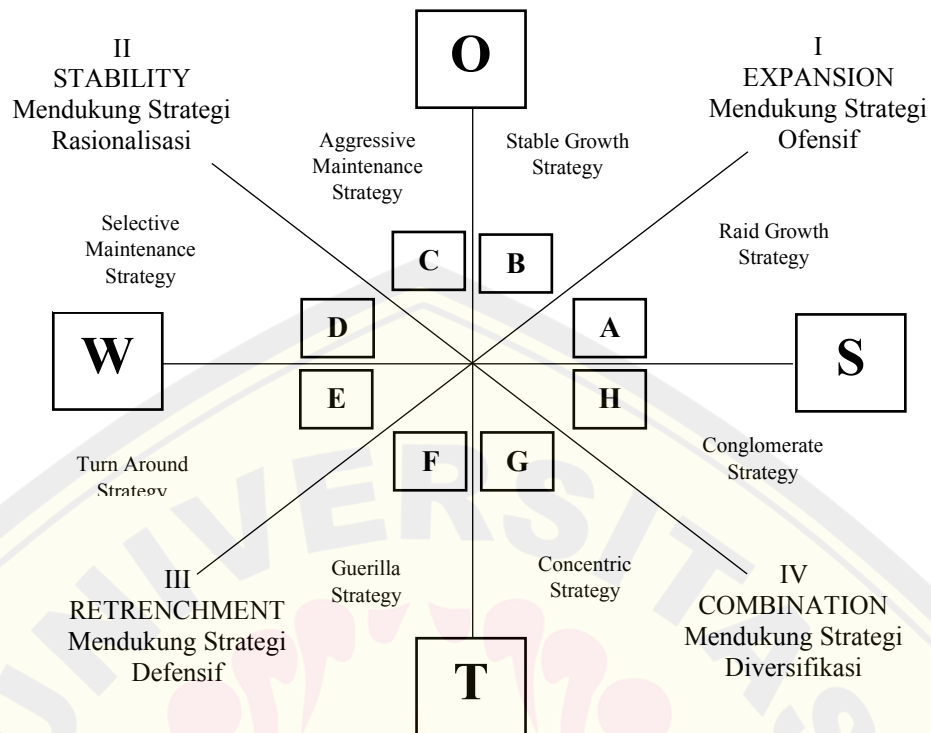 O
II
STABILITY
Mendukung Strategi
Rasionalisasi
I
EXPANSION
Mendukung Strategi
Ofensif
Aggressive
Maintenance
Strategy
Stable Growth
Strategy
Selective
Maintenance
Strategy
Raid Growth
Strategy
C
B
D
A
W
S
E
H
F
G
Turn Around
Strategy
Conglomerate
Strategy
Guerilla
Strategy
Concentric
Strategy
III
RETRENCHMENT
Mendukung Strategi
Defensif
IV
COMBINATION
Mendukung Strategi
Diversifikasi
T
UNIVERSITAS